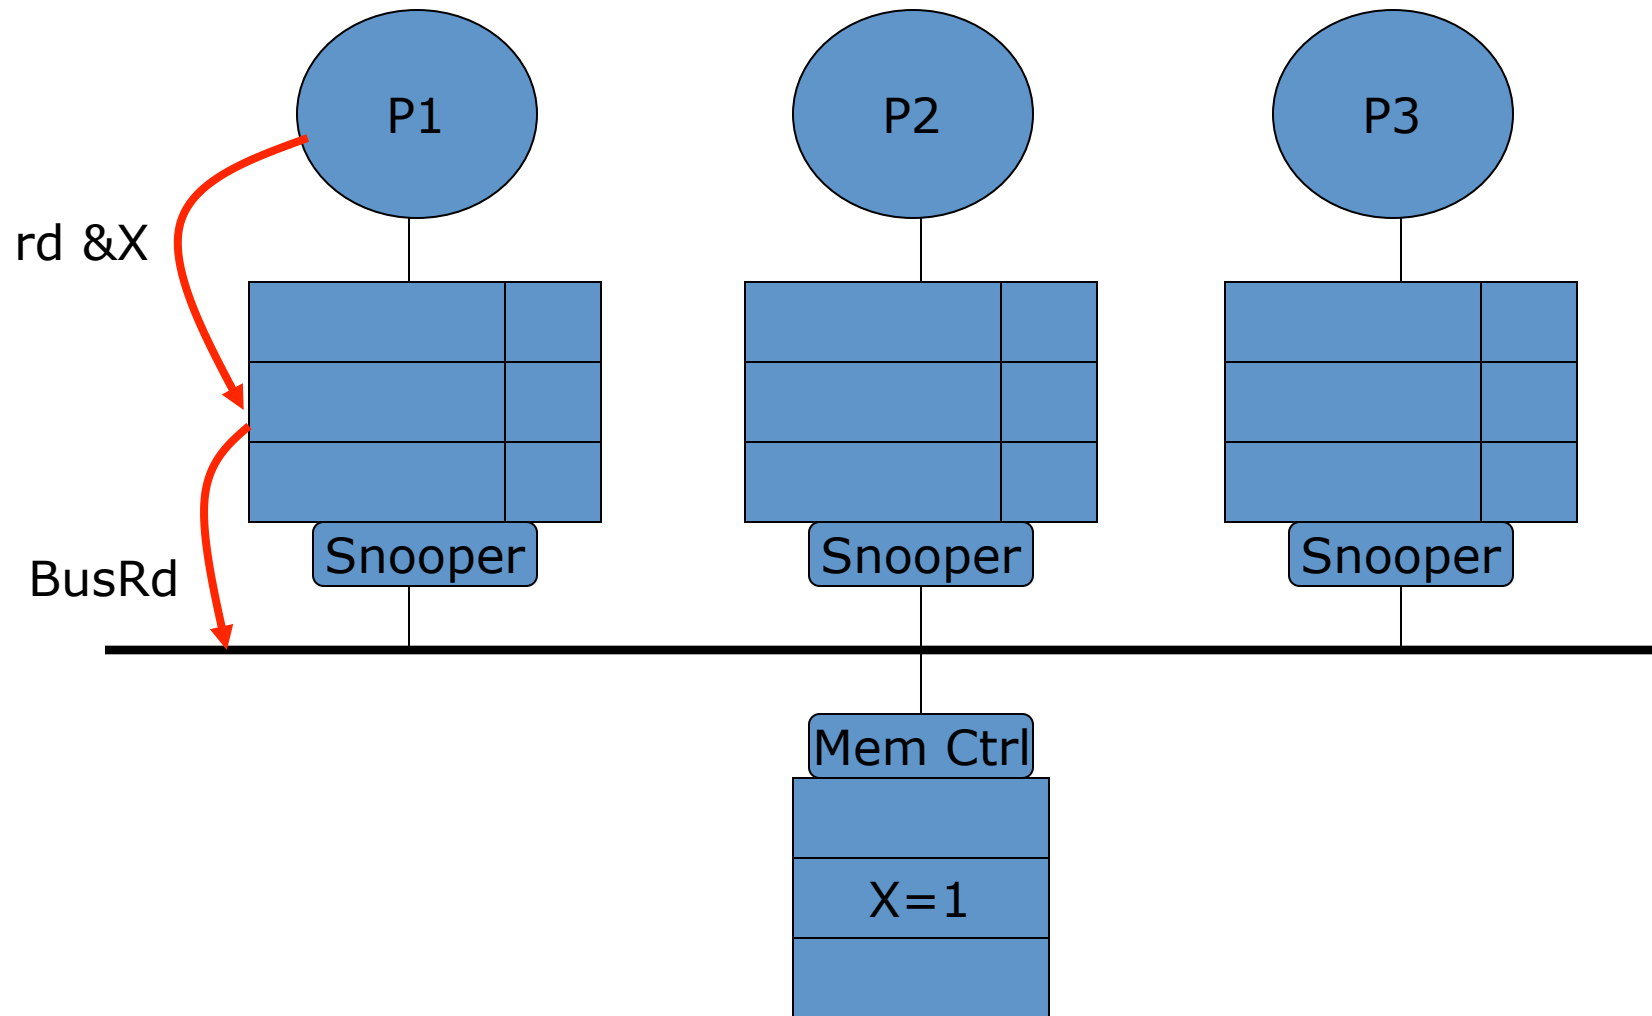 P1
P2
P3
rd &X
Snooper
Snooper
Snooper
BusRd
Mem Ctrl
X=1